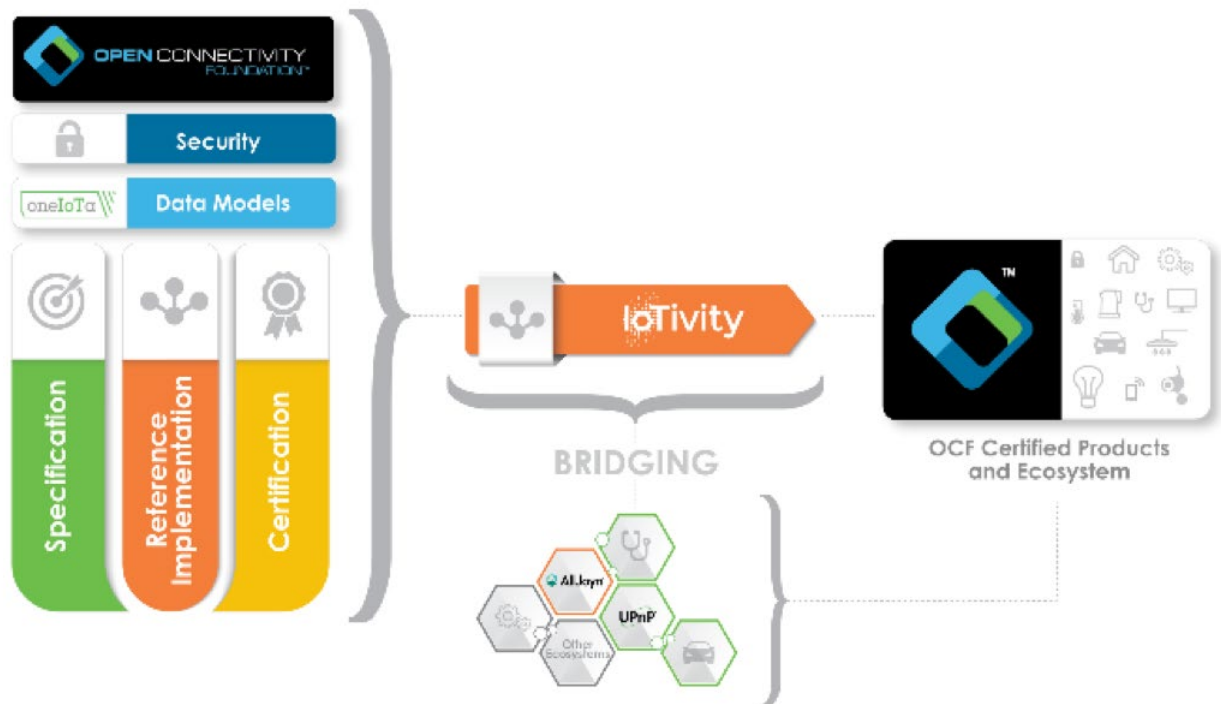 OPEN CONNECTIVITY
FOUNDATION™
Security
oneIoTa
Data Models
Specification
Reference
Implementation
Certification
IoTivity
BRIDGING
AllJoyn
UPnP
Other
Ecosystems
™
OCF Certified Products
and Ecosystem